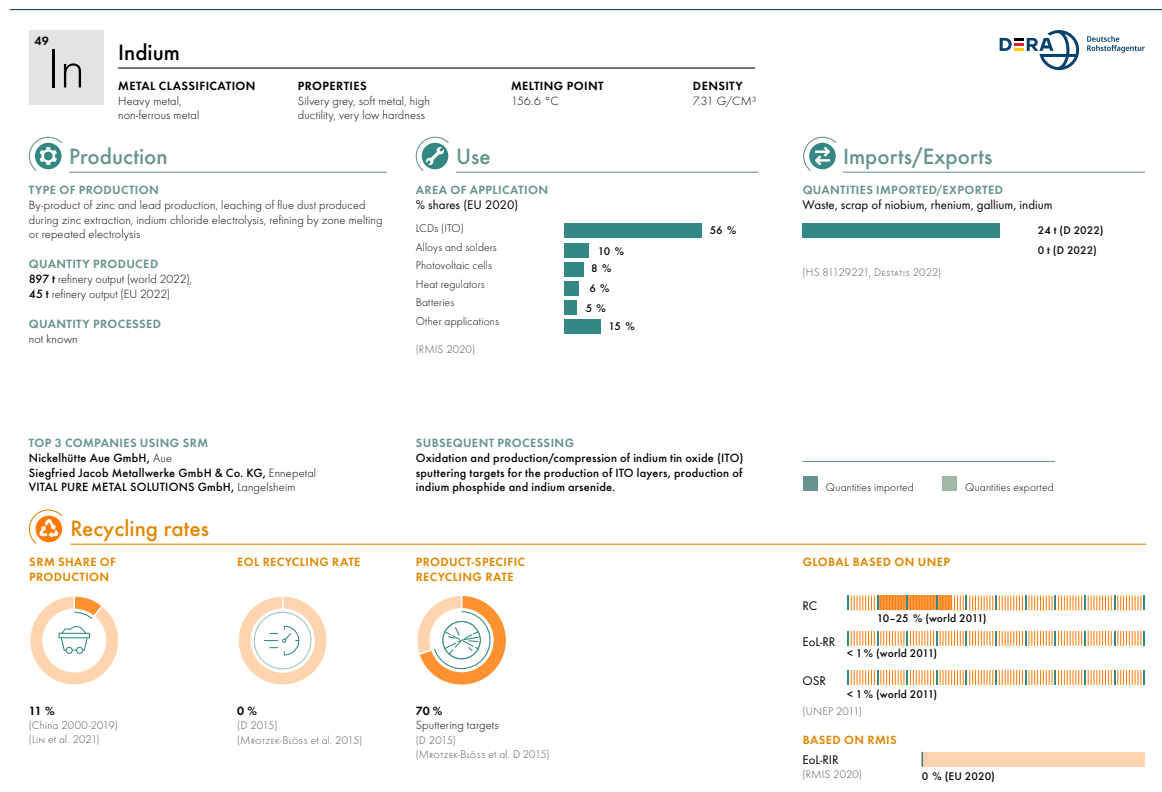 49
In
Indium
METAL CLASSIFICATION
Heavy metal,
non-ferrous metal
PROPERTIES
Silvery grey, soft metal, high
ductility, very low hardness
MELTING POINT
156.6 °C
DENSITY
7.31 G/CM³
DERA
Deutsche
Rohstoffagentur
Production
TYPE OF PRODUCTION
By-product of zinc and lead production, leaching of flue dust produced
during zinc extraction, indium chloride electrolysis, refining by zone melting
or repeated electrolysis
QUANTITY PRODUCED
897 t refinery output (world 2022),
45 t refinery output (EU 2022)
QUANTITY PROCESSED
not known
TOP 3 COMPANIES USING SRM
Nickelhütte Aue GmbH, Aue
Siegfried Jacob Metallwerke GmbH & Co. KG, Ennepetal
VITAL PURE METAL SOLUTIONS GmbH, Langelsheim
Use
AREA OF APPLICATION
% shares (EU 2020)
LCDs (ITO) 56 %
Alloys and solders 10 %
Photovoltaic cells 8 %
Heat regulators 6 %
Batteries 5 %
Other applications 15 %
(RMIS 2020)
SUBSEQUENT PROCESSING
Oxidation and production/compression of indium tin oxide (ITO)
sputtering targets for the production of ITO layers, production of
indium phosphide and indium arsenide.
Imports/Exports
QUANTITIES IMPORTED/EXPORTED
Waste, scrap of niobium, rhenium, gallium, indium
24 t (D 2022)
0 t (D 2022)
(HS 81129221, Destatis 2022)
Quantities imported
Quantities exported
Recycling rates
SRM SHARE OF
PRODUCTION
11 %
(China 2000-2019)
(Lin et al. 2021)
EOL RECYCLING RATE
0 %
(D 2015)
(Mrotzek-Blöss et al. 2015)
PRODUCT-SPECIFIC
RECYCLING RATE
70 %
Sputtering targets
(D 2015)
(Mrotzek-Blöss et al. D 2015)
GLOBAL BASED ON UNEP
RC
10–25 % (world 2011)
EoL-RR
< 1 % (world 2011)
OSR
< 1 % (world 2011)
(UNEP 2011)
BASED ON RMIS
EoL-RIR
(RMIS 2020)
0 % (EU 2020)